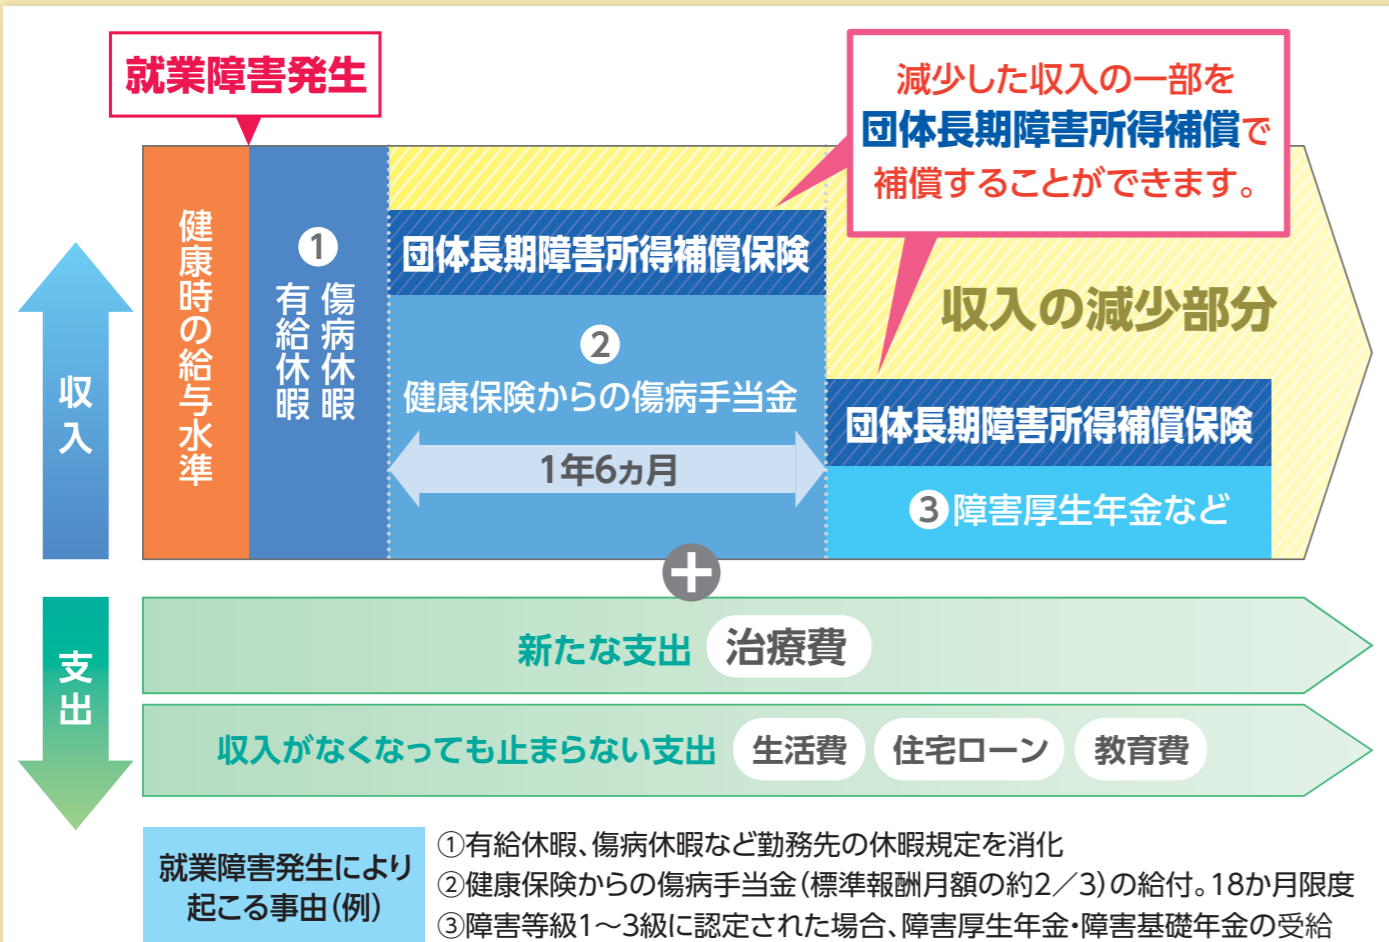 就業障害発生
減少した収入の一部を
団体長期障害所得補償で
補償することができます。
収入
健康時の給与水準
①
傷病休暇
有給休暇
団体長期障害所得補償保険
②
健康保険からの傷病手当金
1年6ヵ月
収入の減少部分
団体長期障害所得補償保険
③障害厚生年金など
+
支出
新たな支出 治療費
収入がなくなっても止まらない支出 生活費 住宅ローン 教育費
就業障害発生により
起こる事由(例)
①有給休暇、傷病休暇など勤務先の休暇規定を消化
②健康保険からの傷病手当金(標準報酬月額の約2/3)の給付。18か月限度
③障害等級1〜3級に認定された場合、障害厚生年金・障害基礎年金の受給